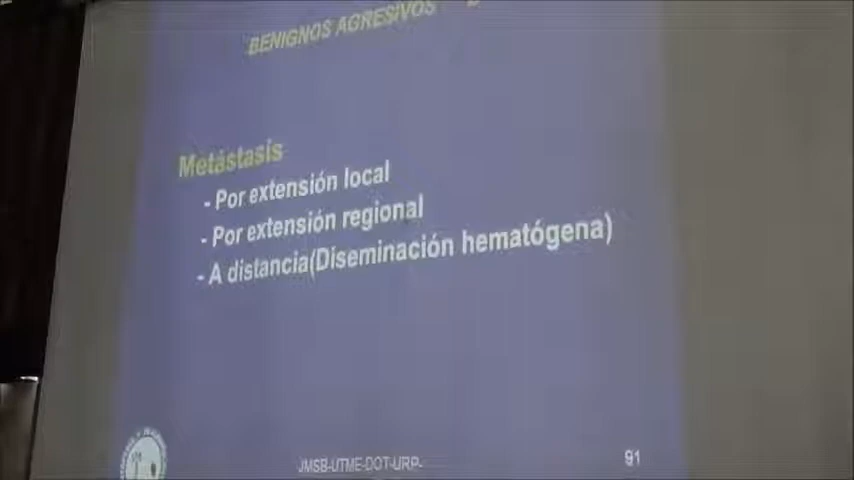 BENIGNOS AGRESIVOS
Metástasis
- Por extensión local
- Por extensión regional
- A distancia(Diseminación hematógena)
JMSB-UTME-DOT-URP-
91